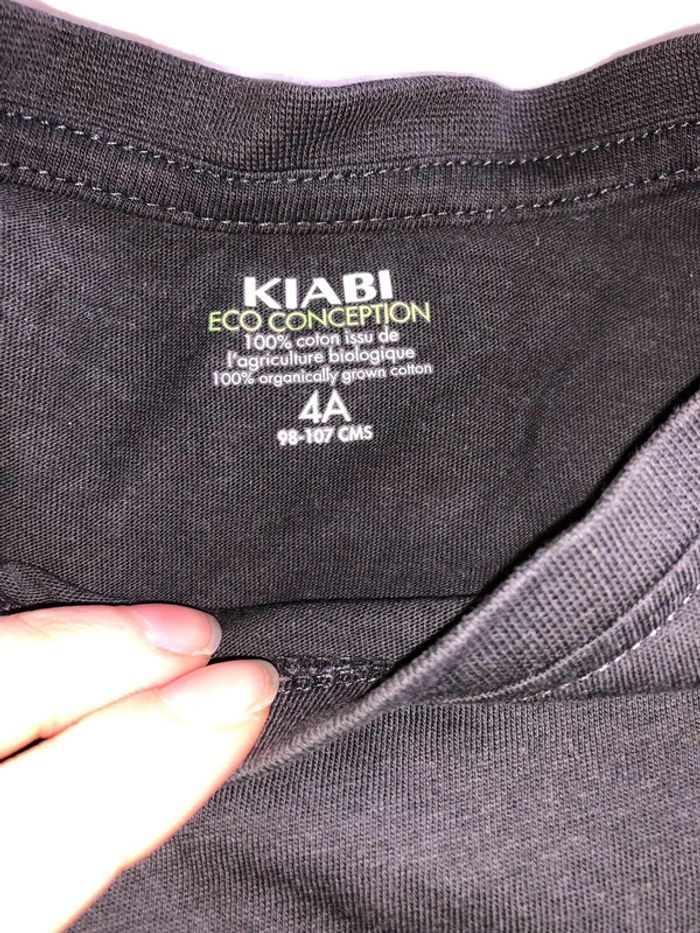 KIABI
ECO CONCEPTION
100% coton issu de
l'agriculture biologique
100% organically grown cotton
4A
98-107 CMS